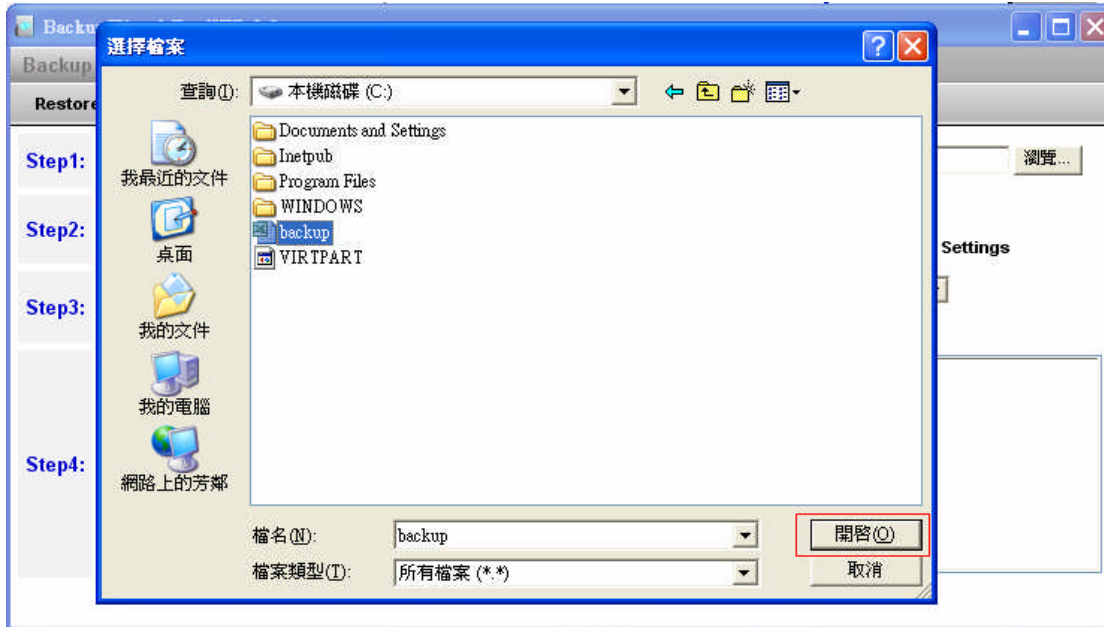 Backup
選擇檔案
Backup
Restore
查詢(I):
本機磁碟 (C:)
Documents and Settings
Inetpub
Program Files
WINDOWS
backup
VIRTPART
我最近的文件
桌面
我的文件
我的電腦
網路上的芳鄰
Step1:
瀏覽...
Step2:
Settings
Step3:
Step4:
檔名(N):
backup
開啓(O)
檔案類型(T):
所有檔案 (*.*)
取消